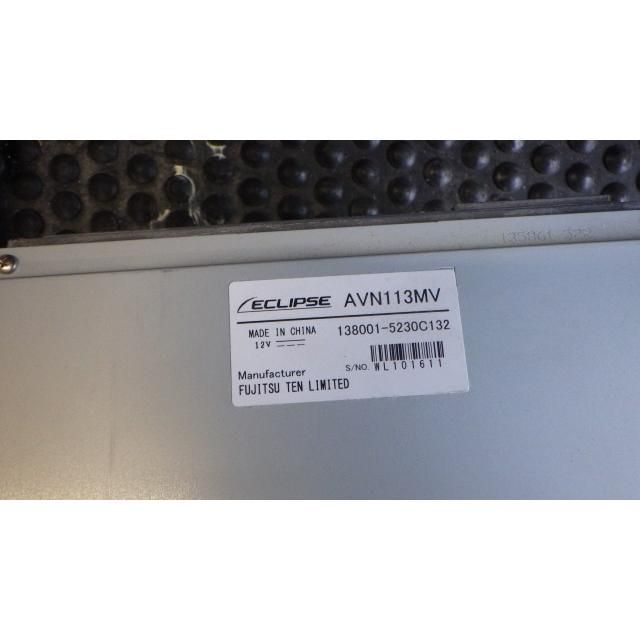 ECLIPSE AVN113MV
MADE IN CHINA 138001-5230C132
12V
S/NO. WL101611
Manufacturer
FUJITSU TEN LIMITED